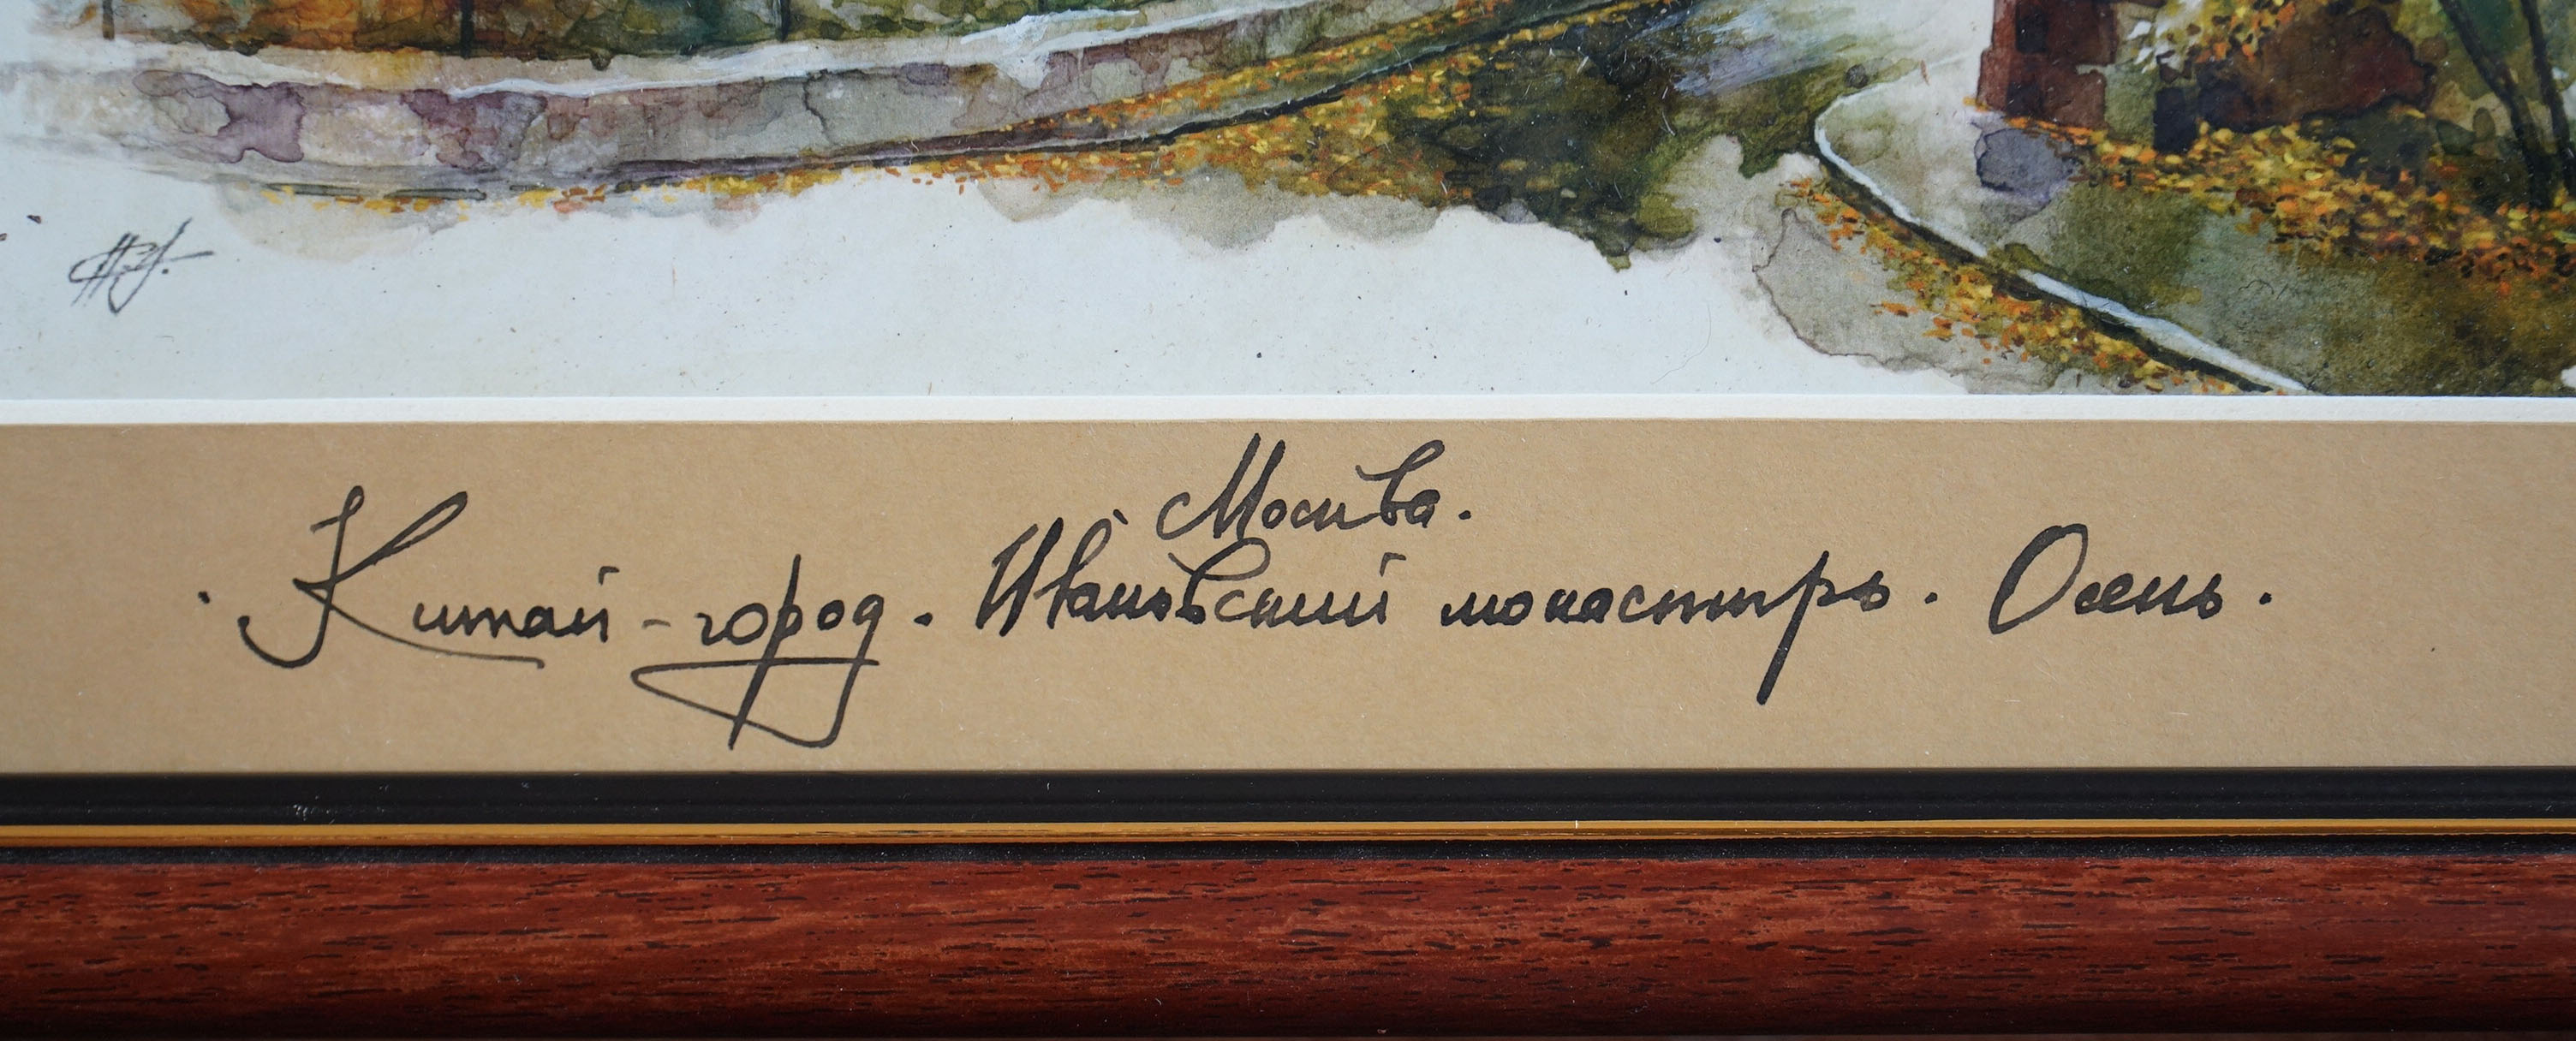 Москва.
Китай-город. Ивановский монастырь. Осень.